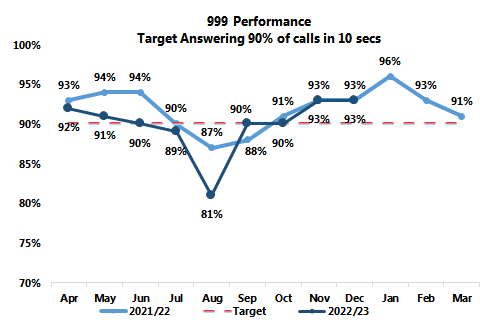 999 Performance
Target Answering 90% of calls in 10 secs
100%
96%
94% 94%
93% 93% 93% 93%
95%
91% 91%
90% 90%
87%
90%
92% 91% 90% 89% 88% 90% 93% 93%
85%
81%
80%
75%
70%
Apr May Jun Jul Aug Sep Oct Nov Dec Jan Feb Mar
2021/22 Target 2022/23